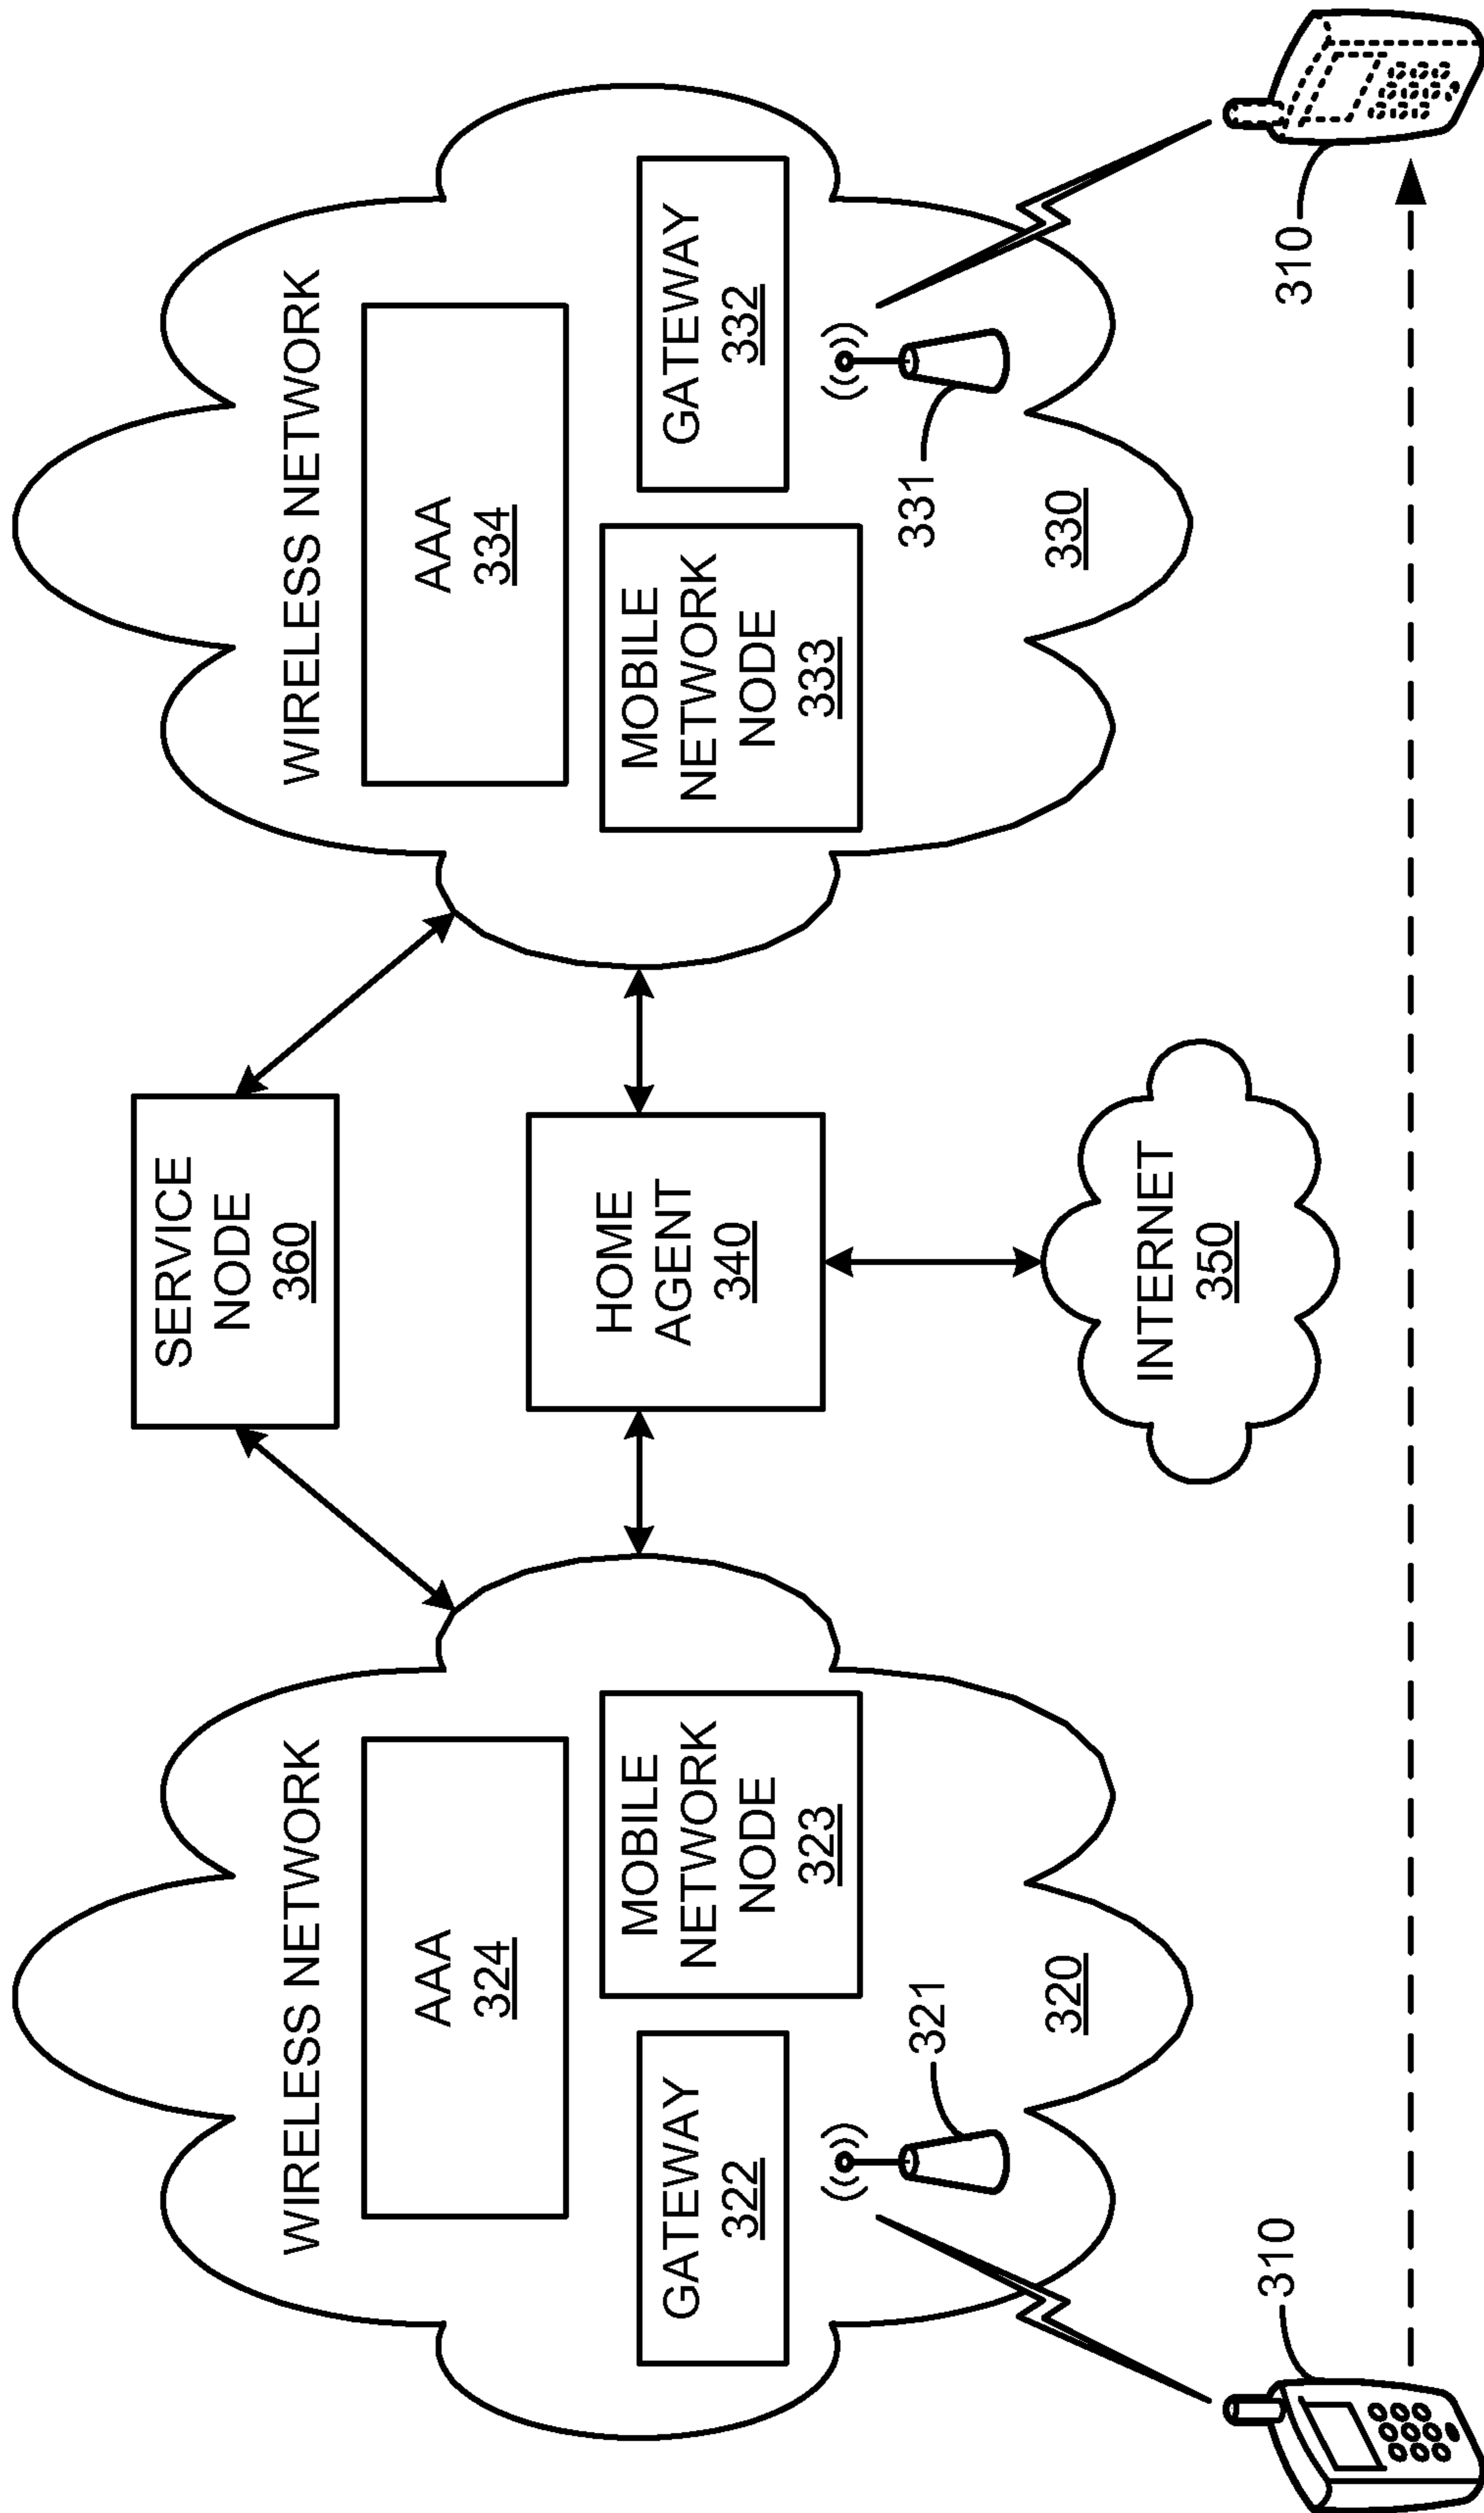 WIRELESS NETWORK
AAA
324
GATEWAY
322
MOBILE
NETWORK
NODE
323
321
320
310
SERVICE
NODE
360
HOME
AGENT
340
INTERNET
350
WIRELESS NETWORK
AAA
334
MOBILE
NETWORK
NODE
333
GATEWAY
332
331
330
310